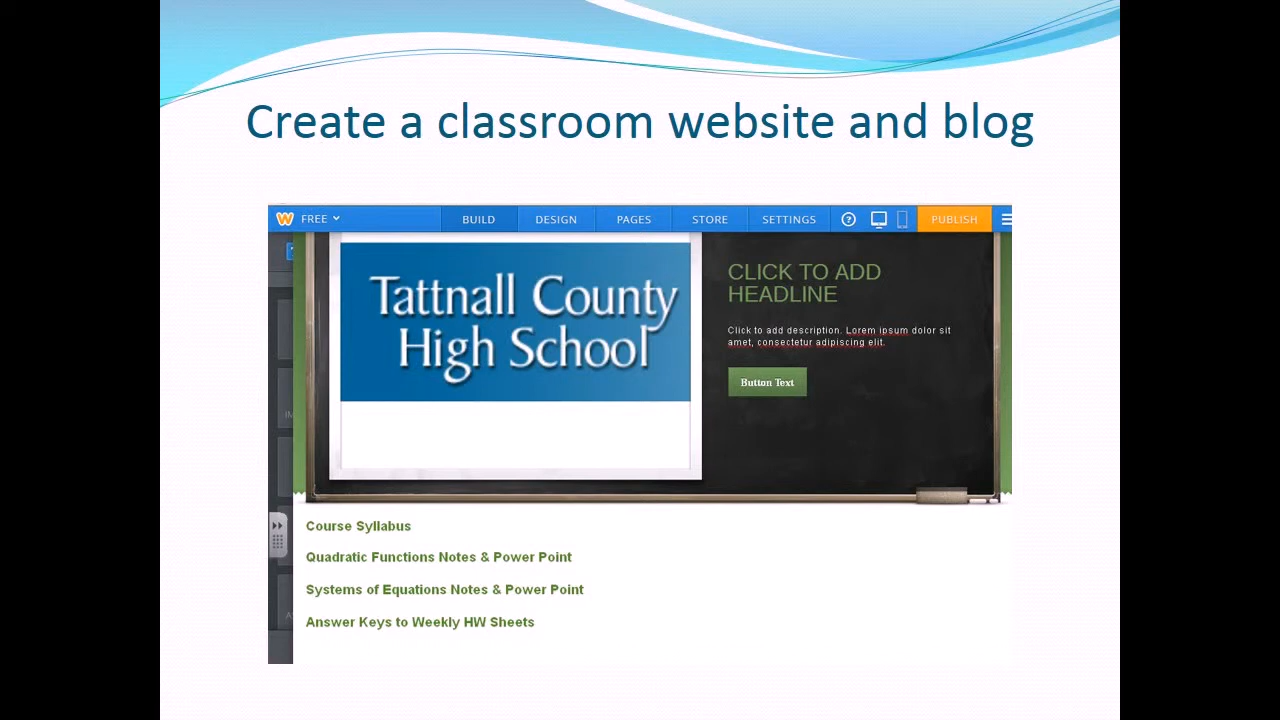 Create a classroom website and blog
W FREE BUILD DESIGN PAGES STORE SETTINGS ? PUBLISH
Tattnall County
High School
CLICK TO ADD
HEADLINE
Click to add description. Lorem ipsum dolor sit
amet, consectetur adipiscing elit.
Button Text
Course Syllabus
Quadratic Functions Notes & Power Point
Systems of Equations Notes & Power Point
Answer Keys to Weekly HW Sheets